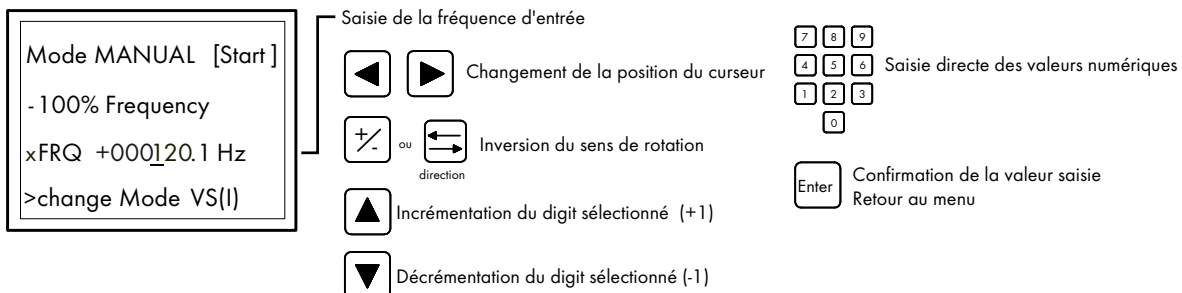 Mode MANUAL [Start]
-100% Frequency
xFRQ +000120.1 Hz
>change Mode VS(I)
Saisie de la fréquence d'entrée
Changement de la position du curseur
+/- ou direction Inversion du sens de rotation
Incrémentation du digit sélectionné (+1)
Décrémentation du digit sélectionné (-1)
7 8 9
4 5 6 Saisie directe des valeurs numériques
1 2 3
0
Enter Confirmation de la valeur saisie
Retour au menu